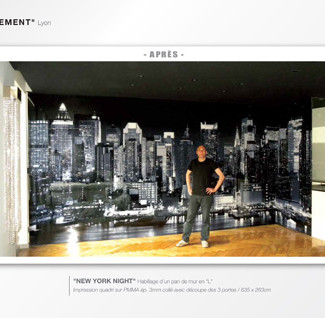 EMENT" Lyon
- APRÈS -
"NEW YORK NIGHT" Habillage d'un pan de mur en "L"
Impression quadri sur PMMA ép. 3mm collé avec découpe des 3 portes / 635 x 263cm